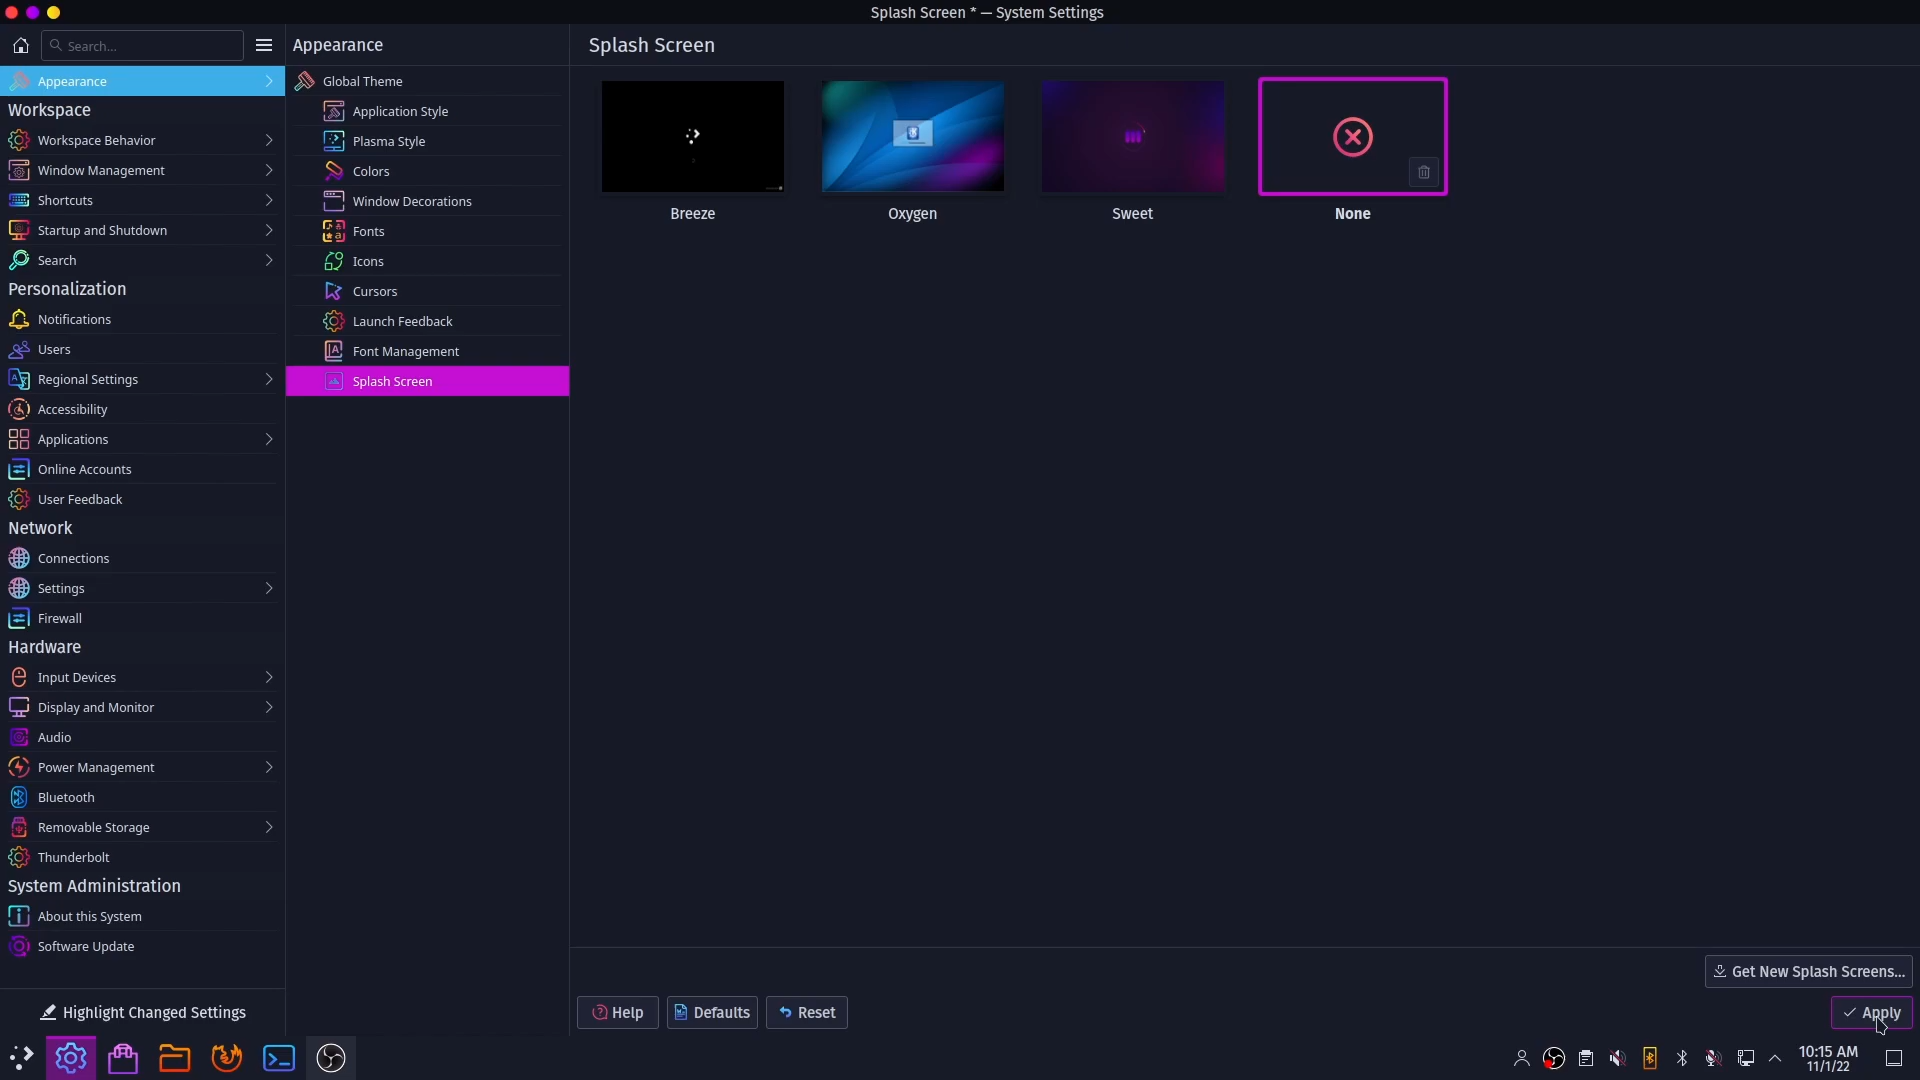 Splash Screen * — System Settings
Search...
Appearance
Workspace
Workspace Behavior
Window Management
Shortcuts
Startup and Shutdown
Search
Personalization
Notifications
Users
Regional Settings
Accessibility
Applications
Online Accounts
User Feedback
Network
Connections
Settings
Firewall
Hardware
Input Devices
Display and Monitor
Audio
Power Management
Bluetooth
Removable Storage
Thunderbolt
System Administration
About this System
Software Update
Highlight Changed Settings
Appearance
Global Theme
Application Style
Plasma Style
Colors
Window Decorations
Fonts
Icons
Cursors
Launch Feedback
Font Management
Splash Screen
Splash Screen
Breeze
Oxygen
Sweet
None
Get New Splash Screens...
Help
Defaults
Reset
Apply
10:15 AM
11/1/22